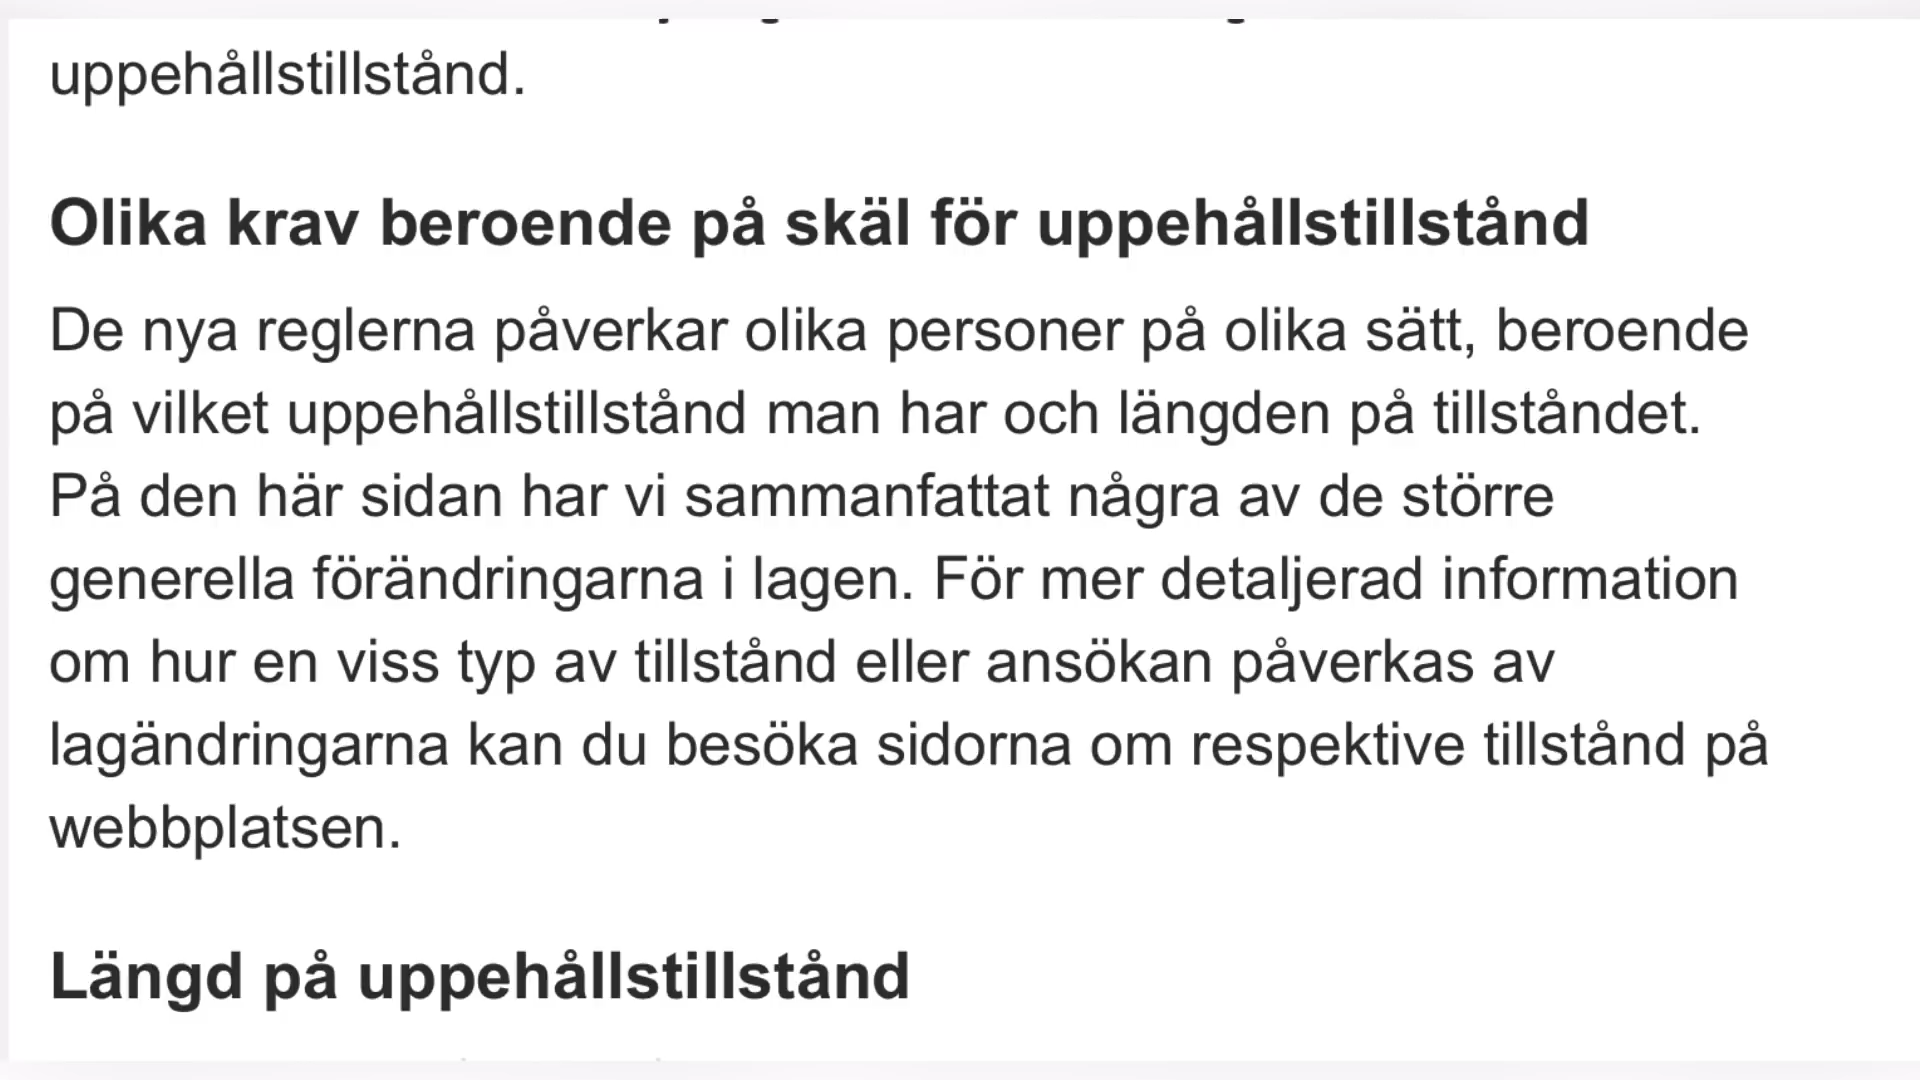 uppehållstillstånd.
Olika krav beroende på skäl för uppehållstillstånd
De nya reglerna påverkar olika personer på olika sätt, beroende
på vilket uppehållstillstånd man har och längden på tillståndet.
På den här sidan har vi sammanfattat några av de större
generella förändringarna i lagen. För mer detaljerad information
om hur en viss typ av tillstånd eller ansökan påverkas av
lagändringarna kan du besöka sidorna om respektive tillstånd på
webbplatsen.
Längd på uppehållstillstånd